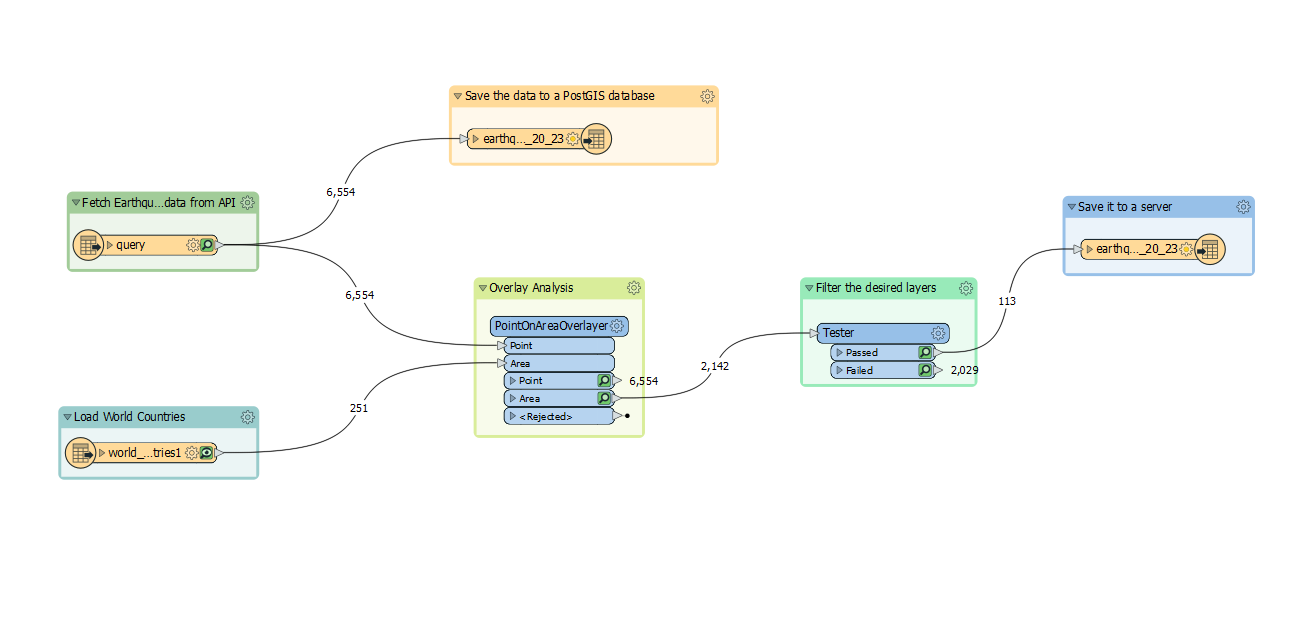 Save the data to a PostGIS database
earthq..._20_23
6,554
Fetch Earthqu...data from API
query
6,554
Save it to a server
earthq..._20_23
113
Overlay Analysis
PointOnAreaOverlayer
Point
Area
Point
6,554
Area
<Rejected>
2,142
Filter the desired layers
Tester
Passed
Failed
2,029
251
Load World Countries
world_...tries1